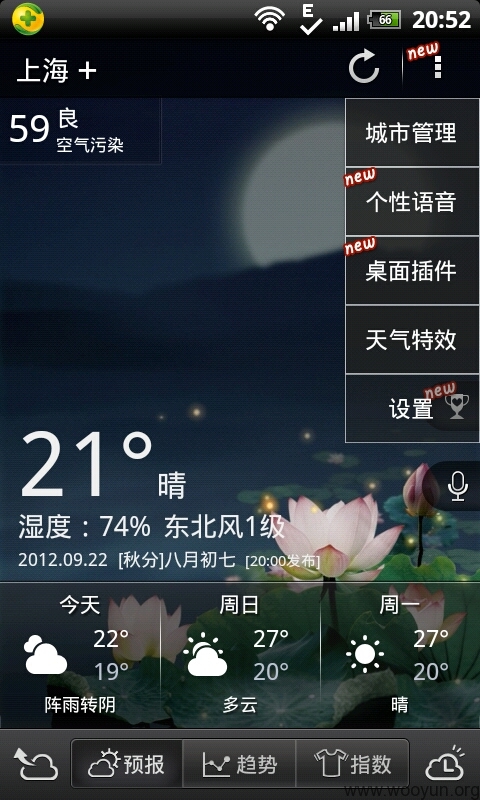 E
66
20:52
上海 +
new
59 良
空气污染
城市管理
new
个性语音
new
桌面插件
天气特效
new
设置
21° 晴
湿度：74% 东北风1级
2012.09.22 [秋分]八月初七 [20:00发布]
今天 周日 周一
22° 27° 27°
19° 20° 20°
阵雨转阴 多云 晴
预报 趋势 指数
www.wooyun.org